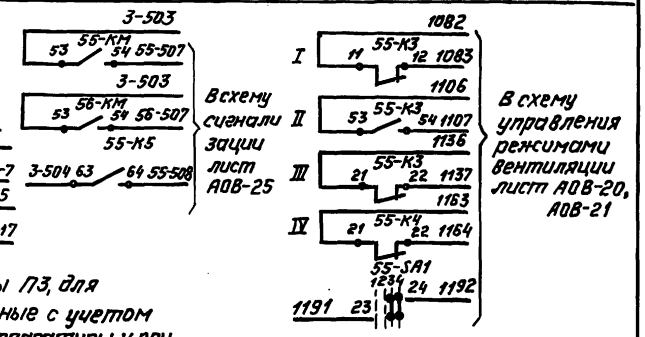 3-503
55-КМ
53 54 55-507
3-503
56-КМ
53 54 56-507
55-К5
3-504 63 64 55-508
-7
5
17
В схему
сигнали
зации
лист
АОВ-25
1082
I 55-К3
11 12 1083
1106
II 55-К3
53 54 1107
1136
III 55-К3
21 22 1137
1163
IV 55-К4
21 22 1164
55-SA1
1234
24 1192
1191 23
В схему
управления
режимами
вентиляции
лист АОВ-20,
АОВ-21
ы П3, для
ные с учетом